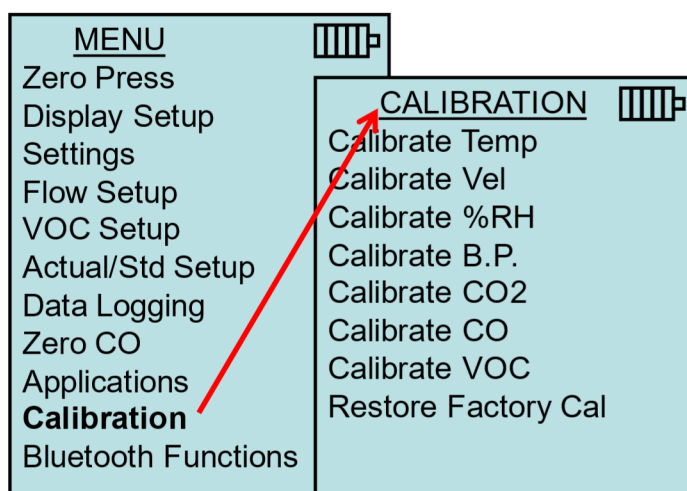 MENU
Zero Press
Display Setup
Settings
Flow Setup
VOC Setup
Actual/Std Setup
Data Logging
Zero CO
Applications
Calibration
Bluetooth Functions
CALIBRATION
Calibrate Temp
Calibrate Vel
Calibrate %RH
Calibrate B.P.
Calibrate CO2
Calibrate CO
Calibrate VOC
Restore Factory Cal